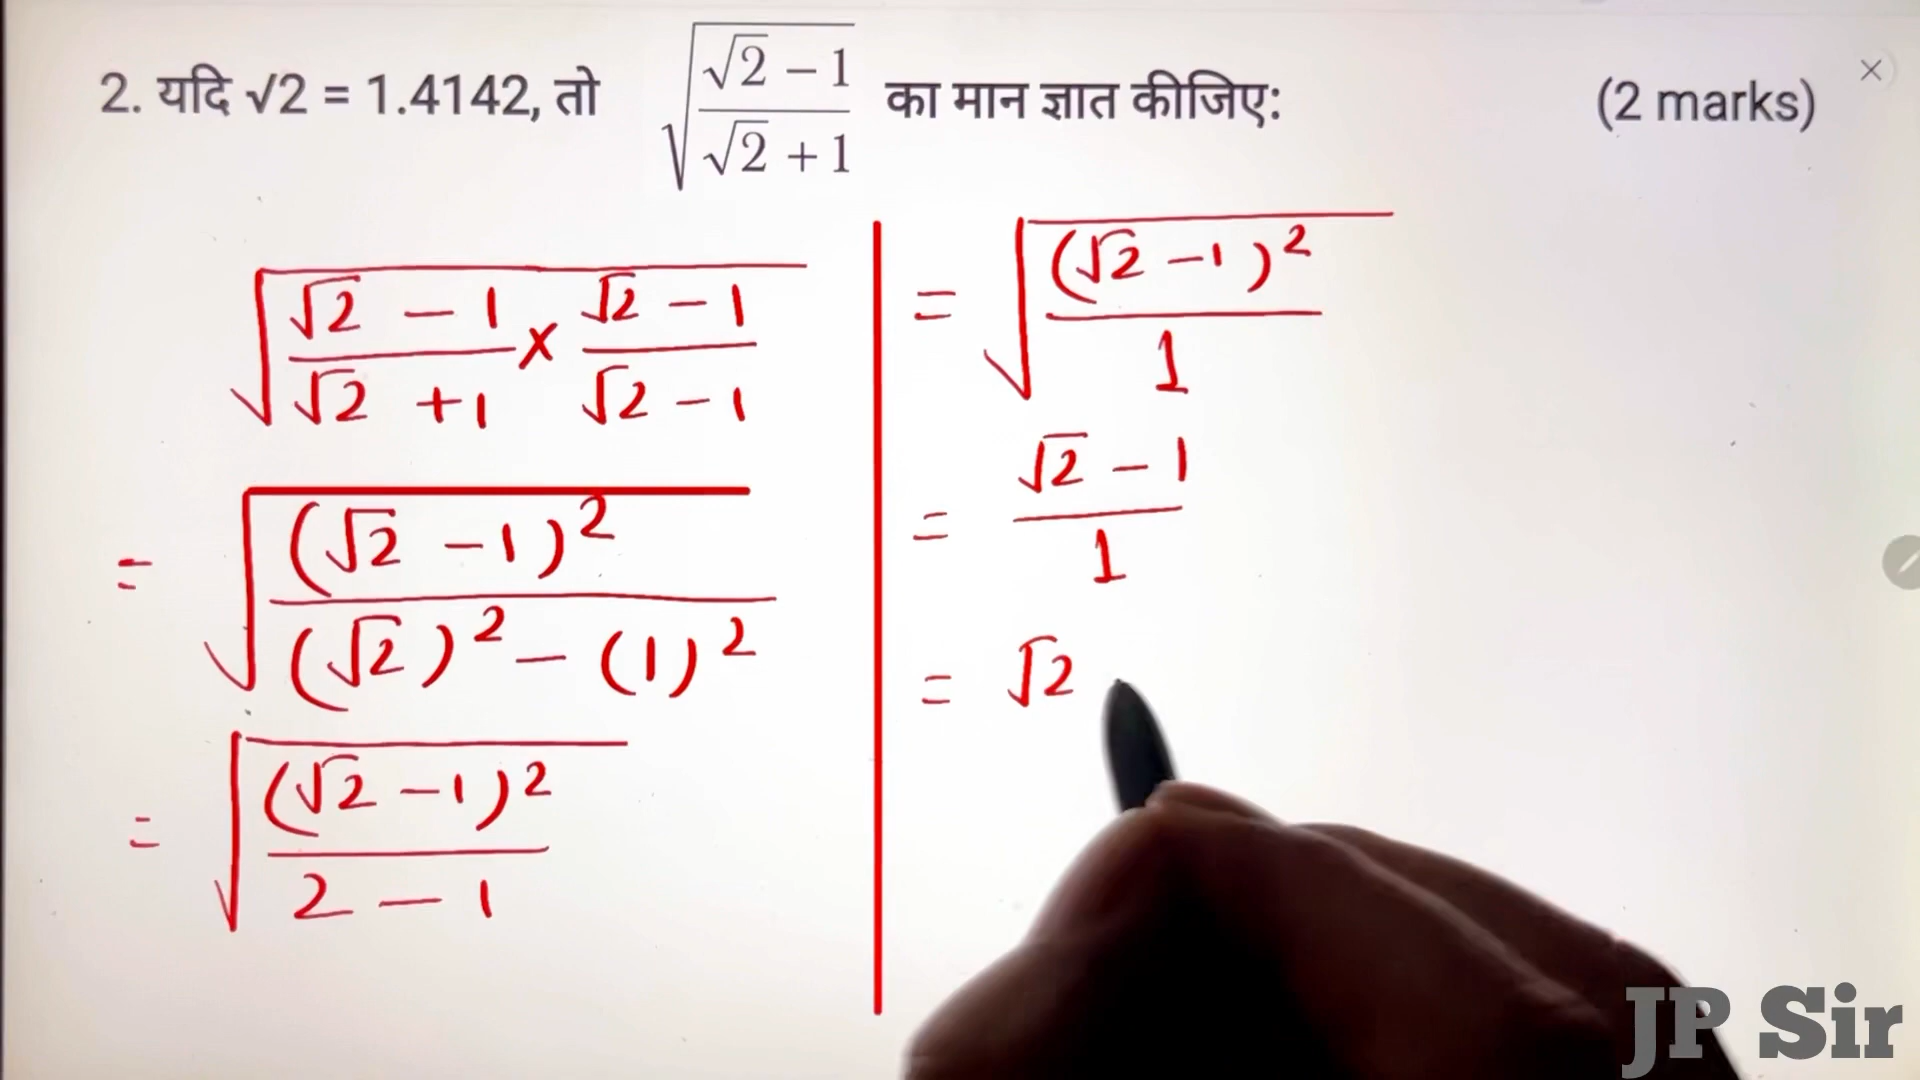 2. यदि √2 = 1.4142, तो √((√2 − 1)/(√2 + 1)) का मान ज्ञात कीजिए: (2 marks)
√((√2 − 1)/(√2 + 1) × (√2 − 1)/(√2 − 1))
= √((√2 − 1)²/((√2)² − (1)²))
= √((√2 − 1)²/(2 − 1))
= √((√2 − 1)²/1)
= (√2 − 1)/1
= √2
JP Sir